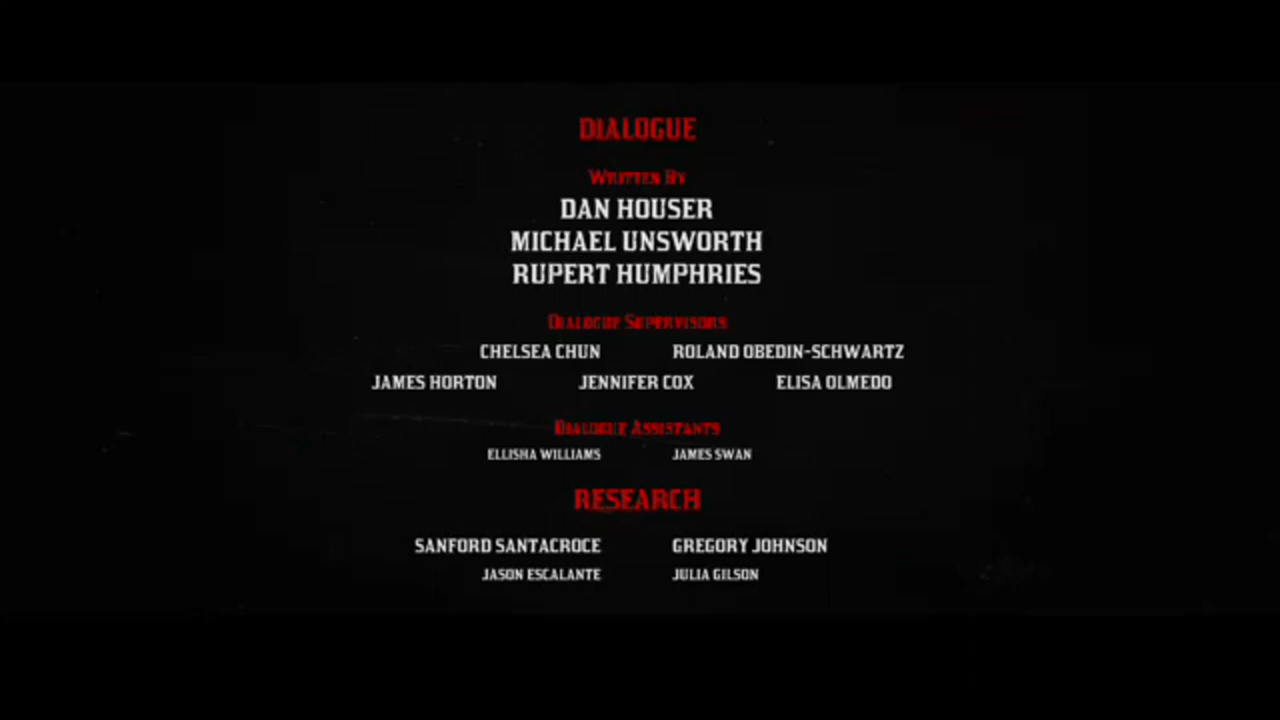 DIALOGUE
WRITTEN BY
DAN HOUSER
MICHAEL UNSWORTH
RUPERT HUMPHRIES
DIALOGUE SUPERVISORS
CHELSEA CHUN ROLAND OBEDIN-SCHWARTZ
JAMES HORTON JENNIFER COX ELISA OLMEDO
DIALOGUE ASSISTANTS
ELLISHA WILLIAMS JAMES SWAN
RESEARCH
SANFORD SANTACROCE GREGORY JOHNSON
JASON ESCALANTE JULIA GILSON